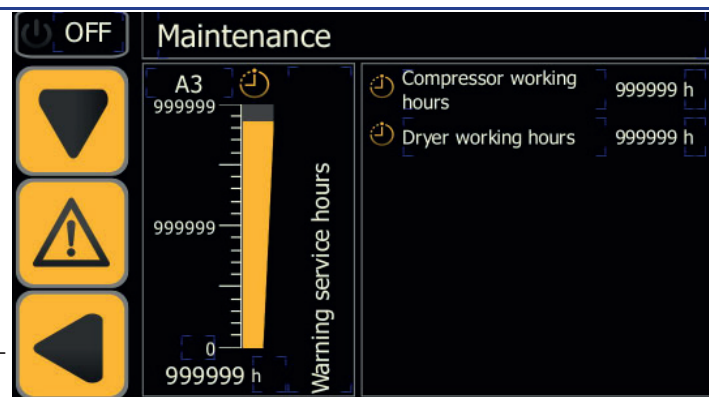 OFF
Maintenance
A3
999999
999999
0
999999 h
Warning service hours
Compressor working
hours
999999 h
Dryer working hours
999999 h